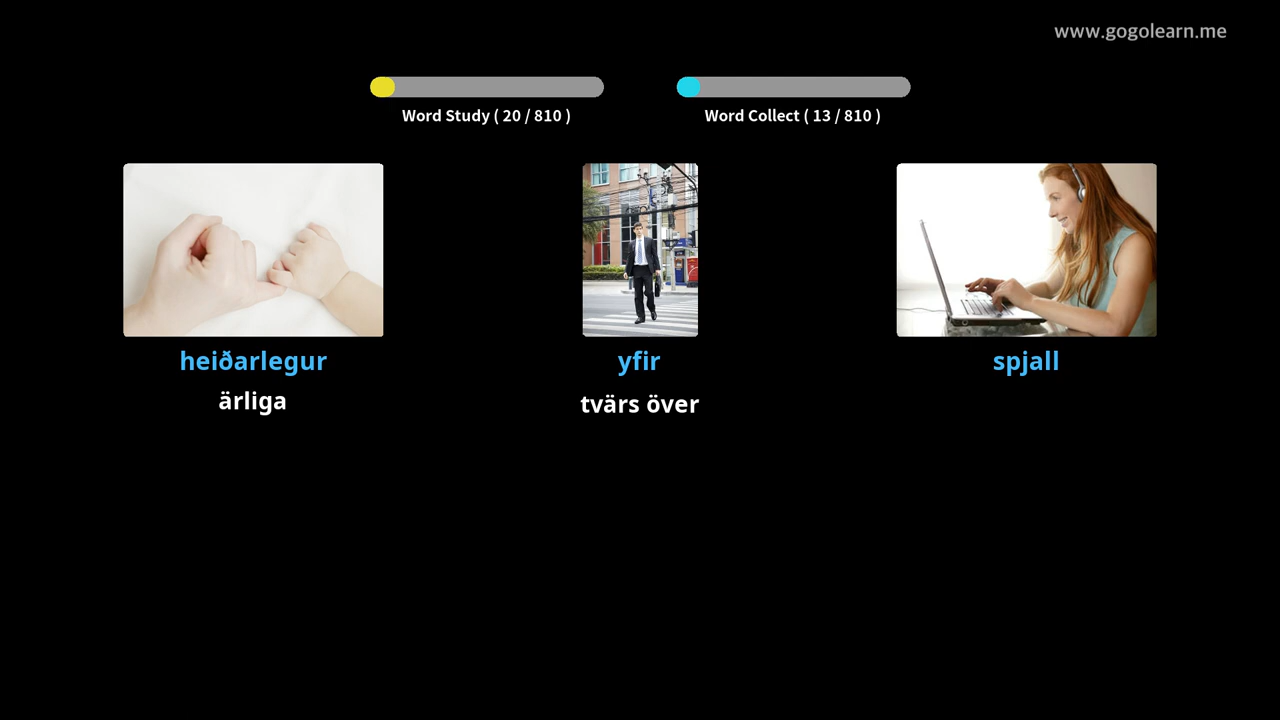 www.gogolearn.me
Word Study ( 20 / 810 )
Word Collect ( 13 / 810 )
heiðarlegur
yfir
spjall
ärliga
tvärs över